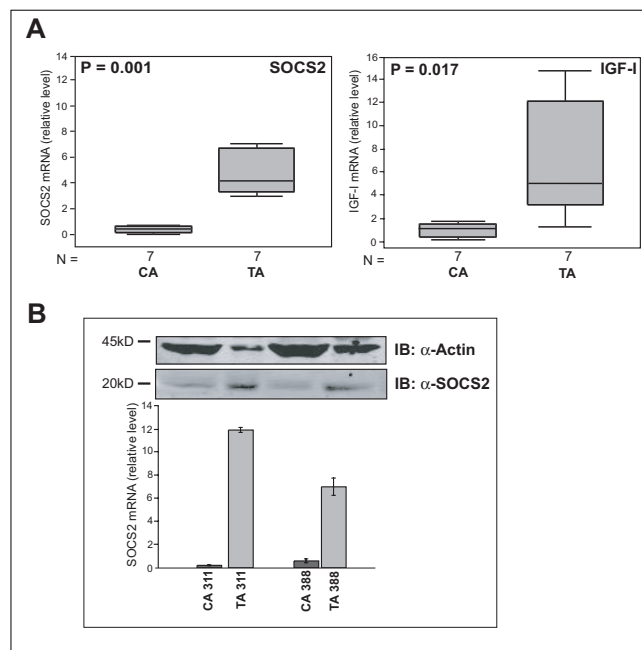 A
P = 0.001 SOCS2
SOCS2 mRNA (relative level)
14
12
10
8
6
4
2
0
N = 7 7
CA TA
P = 0.017 IGF-I
IGF-I mRNA (relative level)
16
14
12
10
8
6
4
2
0
N = 7 7
CA TA
B
45kD
IB: α-Actin
20kD
IB: α-SOCS2
SOCS2 mRNA (relative level)
14
12
10
8
6
4
2
0
CA 311
TA 311
CA 388
TA 388